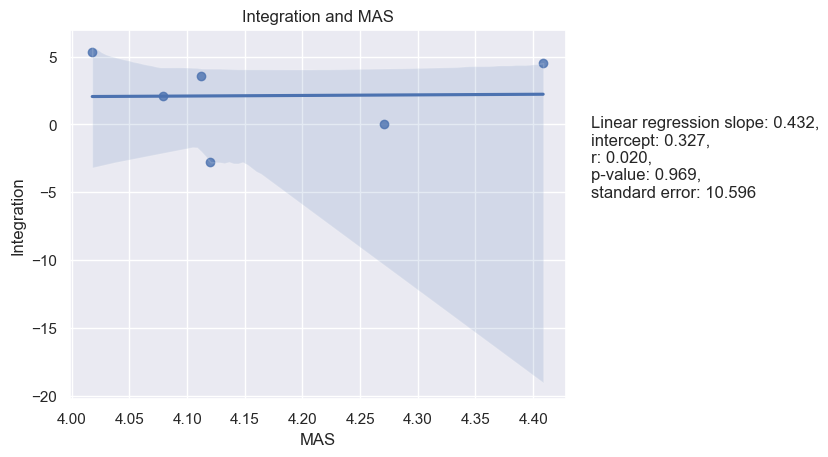 Integration and MAS
Integration
5
0
−5
−10
−15
−20
4.00 4.05 4.10 4.15 4.20 4.25 4.30 4.35 4.40
MAS
Linear regression slope: 0.432,
intercept: 0.327,
r: 0.020,
p-value: 0.969,
standard error: 10.596